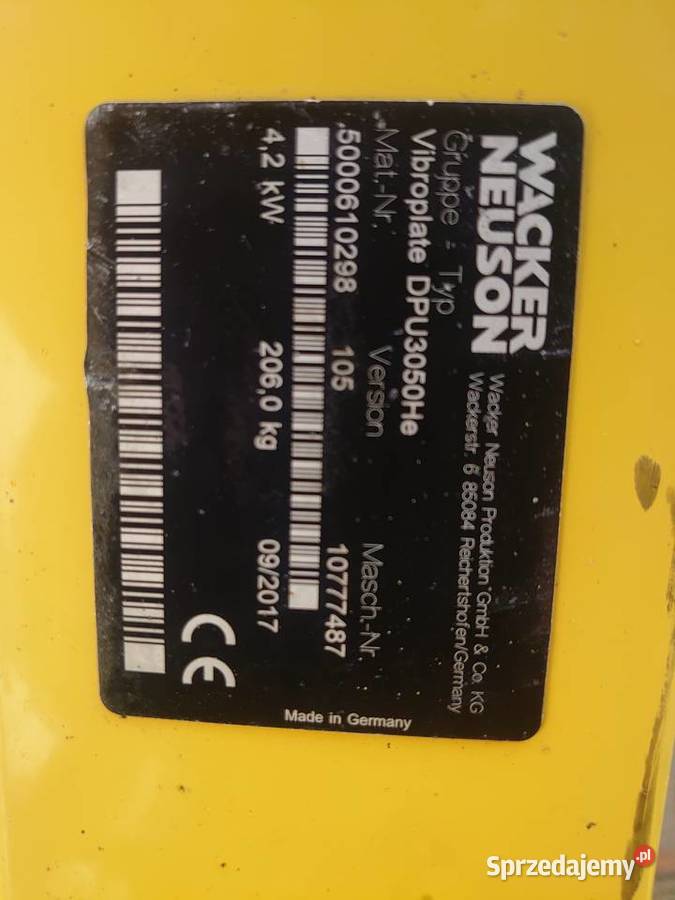 WACKER
NEUSON
Wacker Neuson Produktion GmbH & Co. KG
Wackerstr. 6 85084 Reichertshofen/Germany
Gruppe - Typ
Vibroplate DPU3050He
Mat.-Nr. Version Masch.-Nr.
5000610298 105 10777487
4,2 kW 206,0 kg 09/2017
CE
Made in Germany
Sprzedajemy.pl